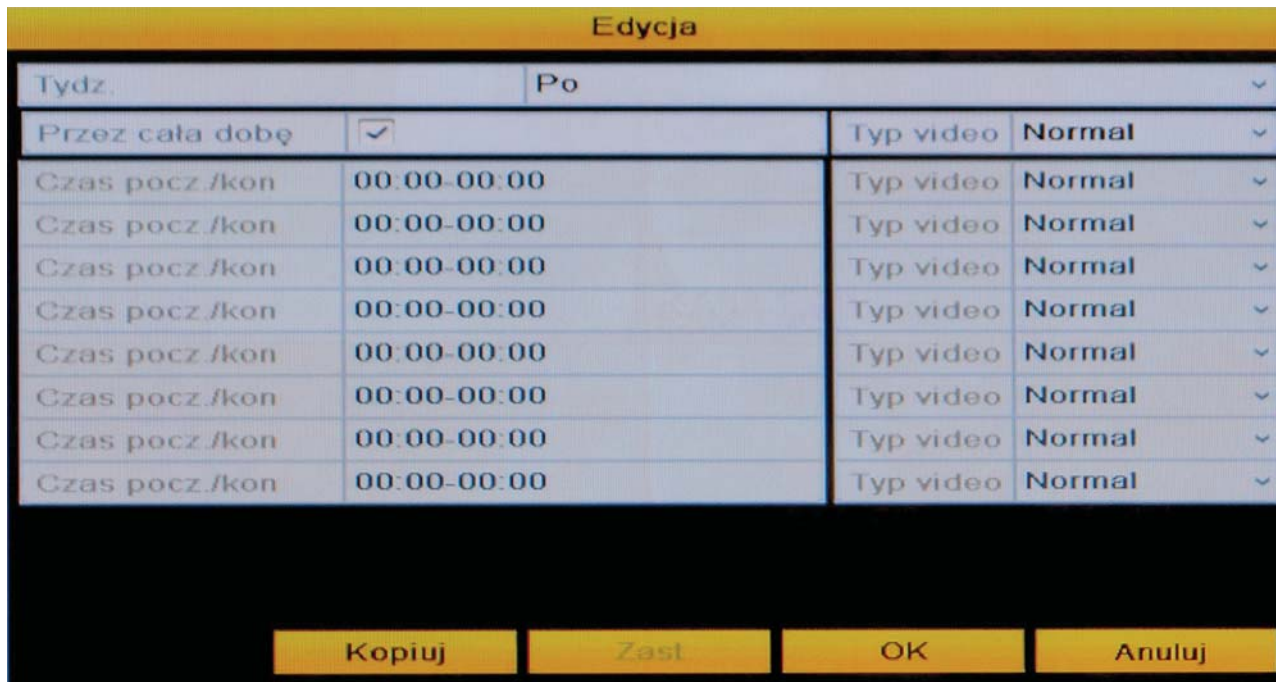 Edycja
Tydz. Po
Przez cała dobę Typ video Normal
Czas pocz./kon 00:00-00:00 Typ video Normal
Czas pocz./kon 00:00-00:00 Typ video Normal
Czas pocz./kon 00:00-00:00 Typ video Normal
Czas pocz./kon 00:00-00:00 Typ video Normal
Czas pocz./kon 00:00-00:00 Typ video Normal
Czas pocz./kon 00:00-00:00 Typ video Normal
Czas pocz./kon 00:00-00:00 Typ video Normal
Czas pocz./kon 00:00-00:00 Typ video Normal
Kopiuj Zast OK Anuluj